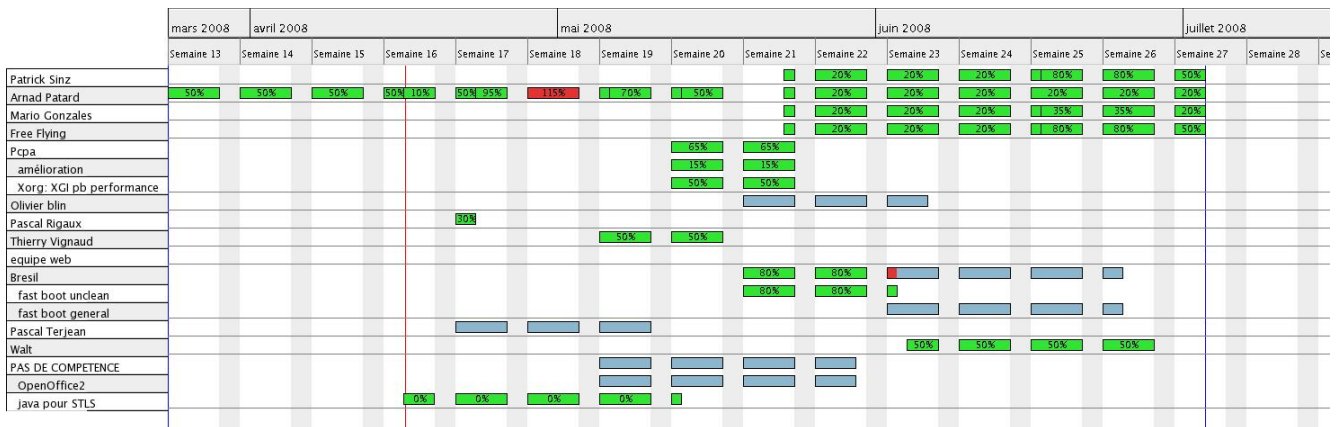 mars 2008 avril 2008 mai 2008 juin 2008 juillet 2008
Semaine 13 Semaine 14 Semaine 15 Semaine 16 Semaine 17 Semaine 18 Semaine 19 Semaine 20 Semaine 21 Semaine 22 Semaine 23 Semaine 24 Semaine 25 Semaine 26 Semaine 27 Semaine 28 Se
Patrick Sinz 20% 20% 20% 80% 80% 50%
Arnad Patard 50% 50% 50% 50% 10% 50% 95% 115% 70% 50% 20% 20% 20% 20% 20% 20%
Mario Gonzales 20% 20% 20% 35% 35% 20%
Free Flying 20% 20% 20% 80% 80% 50%
Pcpa 65% 65%
amélioration 15% 15%
Xorg: XGI pb performance 50% 50%
Olivier blin
Pascal Rigaux 30%
Thierry Vignaud 50% 50%
equipe web
Bresil 80% 80%
fast boot unclean 80% 80%
fast boot general
Pascal Terjean
Walt 50% 50% 50% 50%
PAS DE COMPETENCE
OpenOffice2
java pour STLS 0% 0% 0% 0%